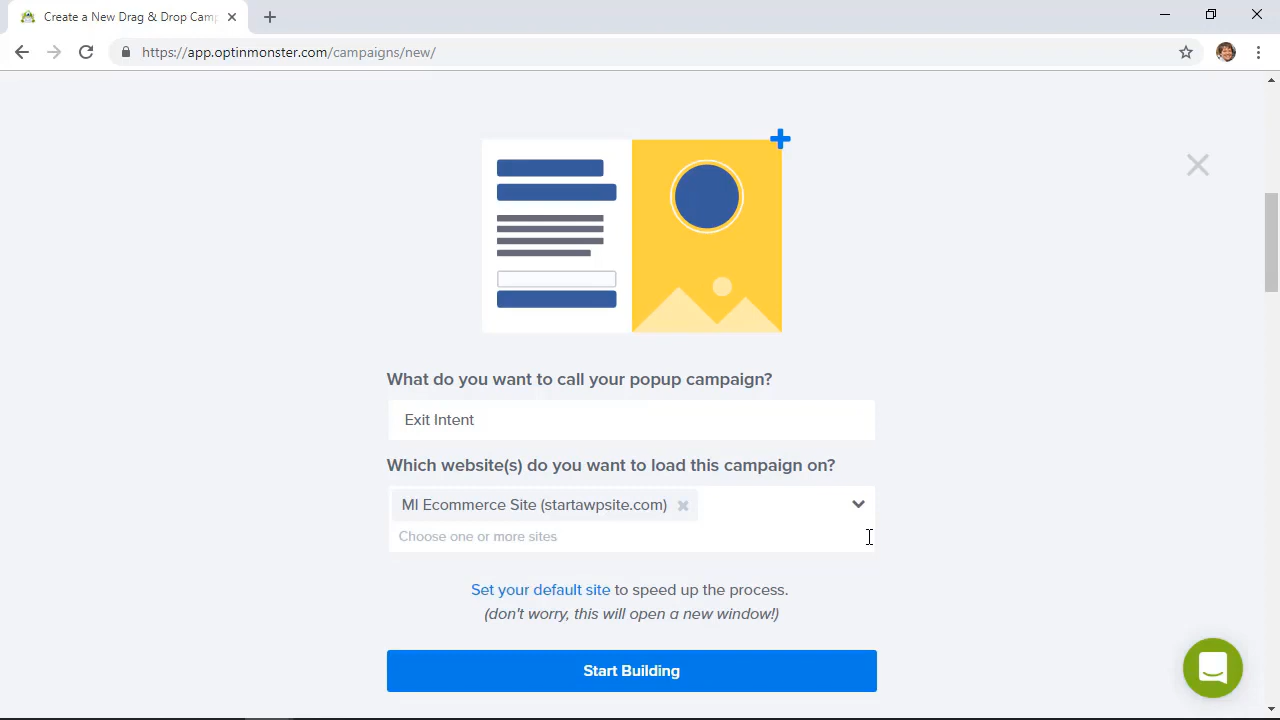 Create a New Drag & Drop Camp
https://app.optinmonster.com/campaigns/new/
What do you want to call your popup campaign?
Exit Intent
Which website(s) do you want to load this campaign on?
MI Ecommerce Site (startawpsite.com)
Choose one or more sites
Set your default site to speed up the process.
(don't worry, this will open a new window!)
Start Building